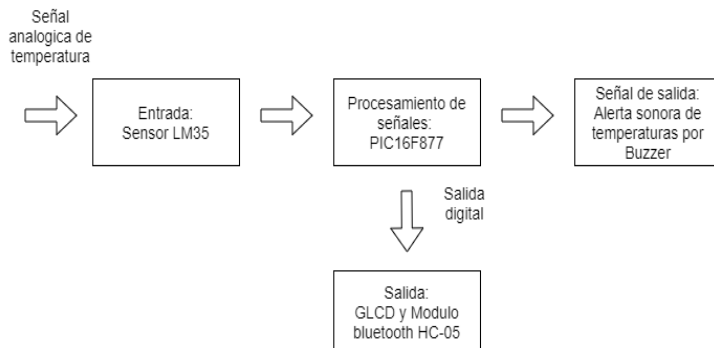 Señal
analogica de
temperatura
Entrada:
Sensor LM35
Procesamiento de
señales:
PIC16F877
Señal de salida:
Alerta sonora de
temperaturas por
Buzzer
Salida
digital
Salida:
GLCD y Modulo
bluetooth HC-05